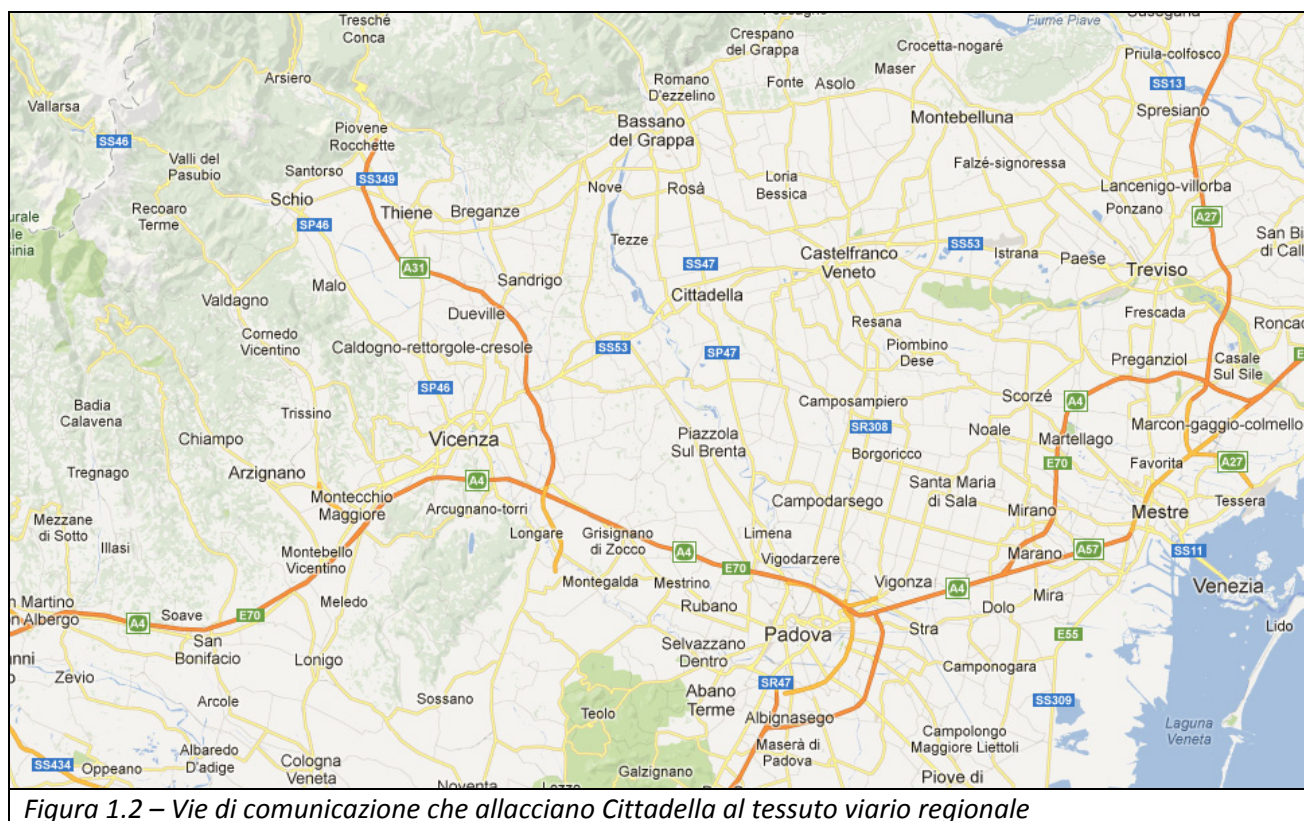 Tresché
Conca
Crespano
del Grappa
Fiume Piave
Crocetta-nogaré
Priula-colfosco
Arsiero
Romano
D'ezzelino
Fonte
Asolo
Maser
SS13
Vallarsa
Spresiano
SS46
Piovene
Rocchette
Bassano
del Grappa
Montebelluna
Valli del
Pasubio
Santorso
SS349
Falzé-signoressa
Schio
Nove
Rosà
Loria
Bessica
Lancenigo-villorba
Ponzano
Recoaro
Terme
SP46
Thiene
Breganze
A27
Tezze
Castelfranco
Veneto
SS53
Istrana
Paese
San Bi
di Call
A31
SS47
Treviso
Malo
Sandrigo
Cittadella
Valdagno
Dueville
Frescada
Resana
Roncad
Cornedo
Vicentino
Caldogno-rettorgole-cresole
SS53
SP47
Piombino
Dese
Preganziol
Casale
Sul Sile
SP46
Badia
Calavena
Trissino
Camposampiero
Scorzé
A4
Chiampo
Vicenza
Piazzola
Sul Brenta
SR308
Noale
Martellago
Marcon-gaggio-colmello
Tregnago
Arzignano
Borgoricco
E70
Favorita
A27
A4
Montecchio
Maggiore
Arcugnano-torri
Campodarsego
Santa Maria
di Sala
Mirano
Mestre
Tessera
Mezzane
di Sotto
Illasi
Longare
Grisignano
di Zocco
Limena
Montebello
Vicentino
A4
E70
Vigodarzere
Marano
A57
SS11
Montegalda
Mestrino
Vigonza
A4
Venezia
n Martino
on Albergo
Soave
A4
E70
Meledo
Rubano
Dolo
Mira
San
Bonifacio
Padova
Stra
E55
Lido
Lonigo
Selvazzano
Dentro
Camponogara
Zevio
SR47
Arcole
Sossano
Teolo
Abano
Terme
Albignasego
SS309
Laguna
Veneta
Albaredo
D'adige
Cologna
Veneta
Maserà di
Padova
Campolongo
Maggiore Liettoli
SS434
Oppeano
Galzignano
Piove di
Noventa
Figura 1.2 – Vie di comunicazione che allacciano Cittadella al tessuto viario regionale